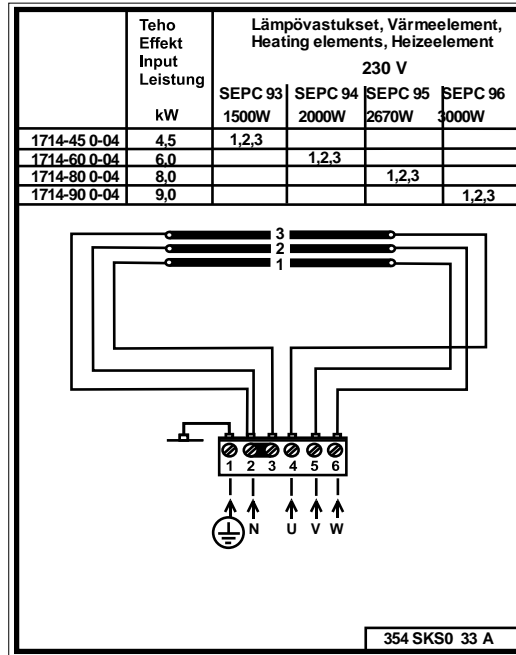 Teho
Effekt
Input
Leistung
kW
Lämpövastukset, Värmeelement,
Heating elements, Heizeelement
230 V
SEPC 93 SEPC 94 SEPC 95 SEPC 96
1500W 2000W 2670W 3000W
1714-45 0-04 4,5 1,2,3
1714-60 0-04 6,0 1,2,3
1714-80 0-04 8,0 1,2,3
1714-90 0-04 9,0 1,2,3
3
2
1
1 2 3 4 5 6
N U V W
354 SKS0 33 A